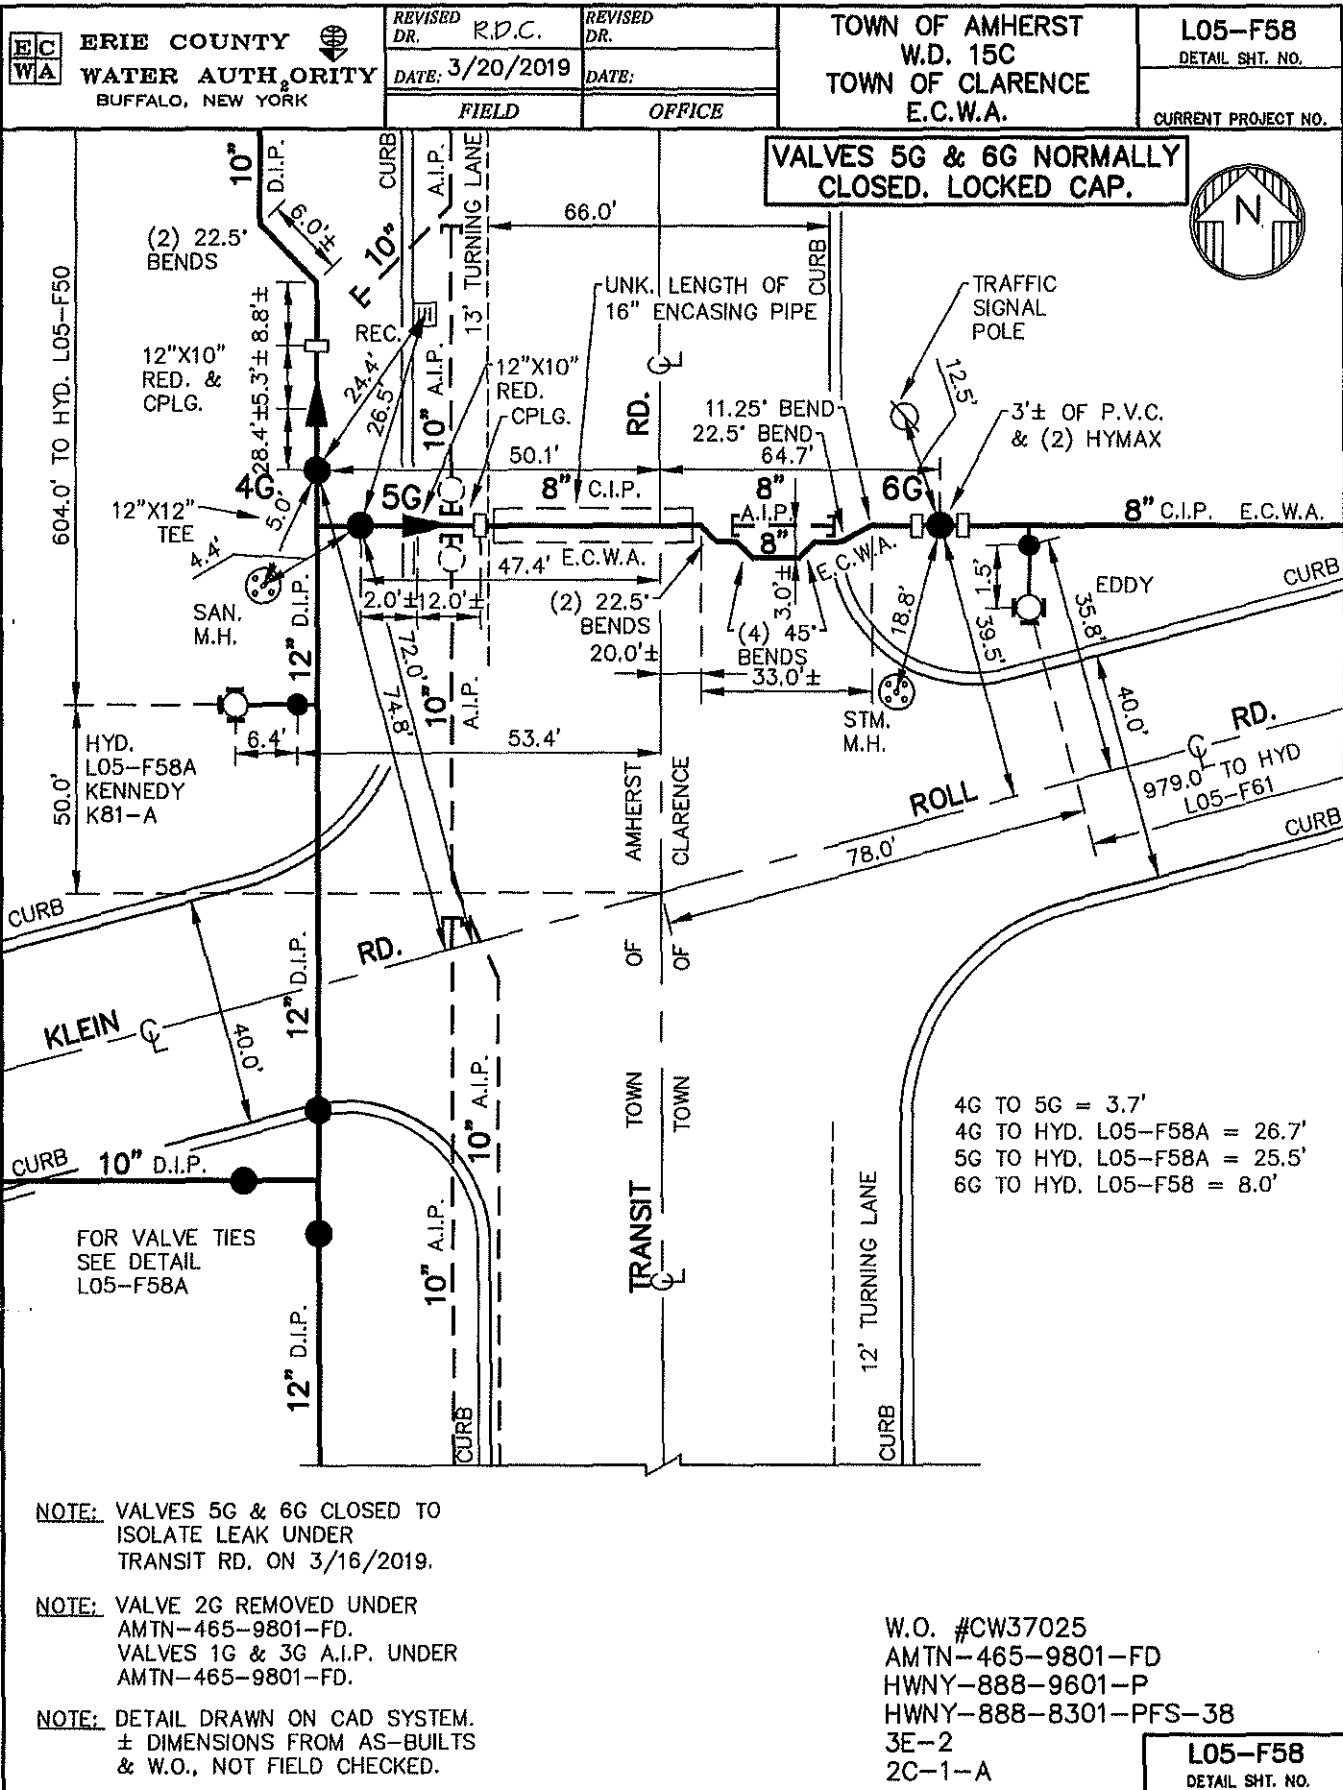 EC
WA
ERIE COUNTY
WATER AUTH2ORITY
BUFFALO, NEW YORK
REVISED
DR. R.D.C.
DATE: 3/20/2019
FIELD
REVISED
DR.
DATE:
OFFICE
TOWN OF AMHERST
W.D. 15C
TOWN OF CLARENCE
E.C.W.A.
L05-F58
DETAIL SHT. NO.
CURRENT PROJECT NO.
VALVES 5G & 6G NORMALLY
CLOSED. LOCKED CAP.
N
10" D.I.P.
CURB
10" A.I.P.
13' TURNING LANE
66.0'
CURB
6.0'±
(2) 22.5°
BENDS
F
604.0' TO HYD. L05-F50
UNK. LENGTH OF
16" ENCASING PIPE
TRAFFIC
SIGNAL
POLE
REC.
8.8'±
5.3'±
28.4'±
12"X10"
RED. &
CPLG.
24.4'
26.5'
10" A.I.P.
12"X10"
RED.
CPLG.
RD.
CL
11.25° BEND
22.5° BEND
12.5'
3'± OF P.V.C.
& (2) HYMAX
50.1'
64.7'
4G
5G
8" C.I.P.
8"
A.I.P.
8"
6G
8" C.I.P. E.C.W.A.
12"X12"
TEE
5.0'
4.4'
SAN.
M.H.
12" D.I.P.
47.4'
E.C.W.A.
E.C.W.A.
2.0'±
12.0'±
(2) 22.5°
BENDS
3.0'±
(4) 45°
BENDS
20.0'±
33.0'±
18.8'
39.5'
1.5'
EDDY
35.8'
CURB
40.0'
72.0'
74.8'
10" A.I.P.
STM.
M.H.
6.4'
53.4'
HYD.
L05-F58A
KENNEDY
K81-A
50.0'
ROLL
CL
RD.
979.0' TO HYD
L05-F61
78.0'
CURB
TOWN OF AMHERST
TOWN OF CLARENCE
CURB
KLEIN
CL
RD.
12" D.I.P.
40.0'
10" A.I.P.
CURB
10" D.I.P.
4G TO 5G = 3.7'
4G TO HYD. L05-F58A = 26.7'
5G TO HYD. L05-F58A = 25.5'
6G TO HYD. L05-F58 = 8.0'
FOR VALVE TIES
SEE DETAIL
L05-F58A
12" D.I.P.
10" A.I.P.
CURB
TRANSIT
CL
12' TURNING LANE
CURB
NOTE: VALVES 5G & 6G CLOSED TO
ISOLATE LEAK UNDER
TRANSIT RD. ON 3/16/2019.
NOTE: VALVE 2G REMOVED UNDER
AMTN-465-9801-FD.
VALVES 1G & 3G A.I.P. UNDER
AMTN-465-9801-FD.
NOTE: DETAIL DRAWN ON CAD SYSTEM.
± DIMENSIONS FROM AS-BUILTS
& W.O., NOT FIELD CHECKED.
W.O. #CW37025
AMTN-465-9801-FD
HWNY-888-9601-P
HWNY-888-8301-PFS-38
3E-2
2C-1-A
L05-F58
DETAIL SHT. NO.